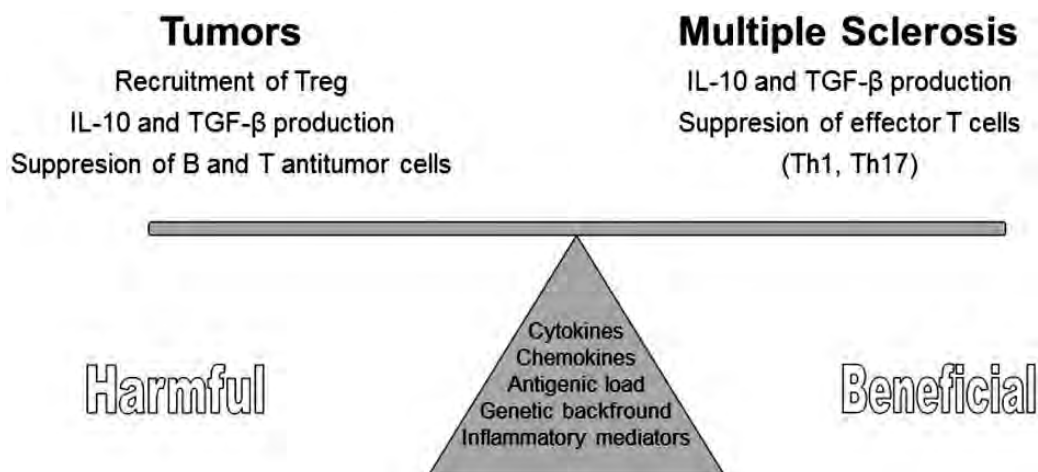 Tumors
Recruitment of Treg
IL-10 and TGF-β production
Suppresion of B and T antitumor cells
Multiple Sclerosis
IL-10 and TGF-β production
Suppresion of effector T cells
(Th1, Th17)
Cytokines
Chemokines
Antigenic load
Genetic backfround
Inflammatory mediators
Harmful
Beneficial